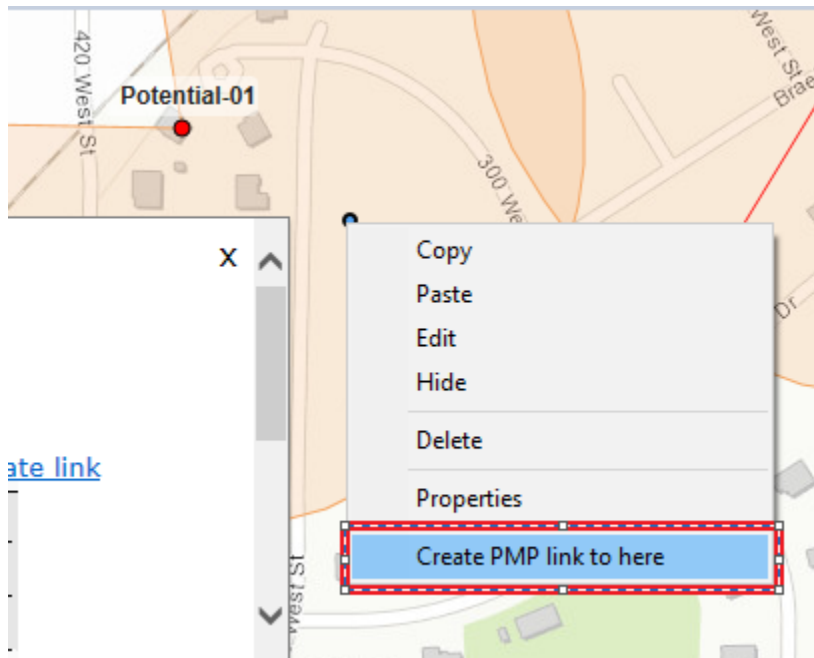 420 West St
West St
Brae
Potential-01
300 We
x
Copy
Paste
Edit
Hide
Dr
Delete
ate link
Properties
Create PMP link to here
West St